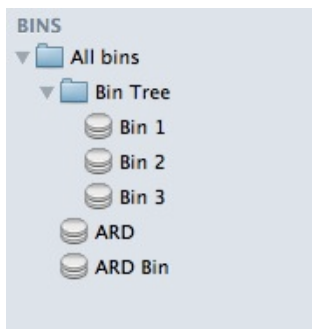 BINS
All bins
Bin Tree
Bin 1
Bin 2
Bin 3
ARD
ARD Bin